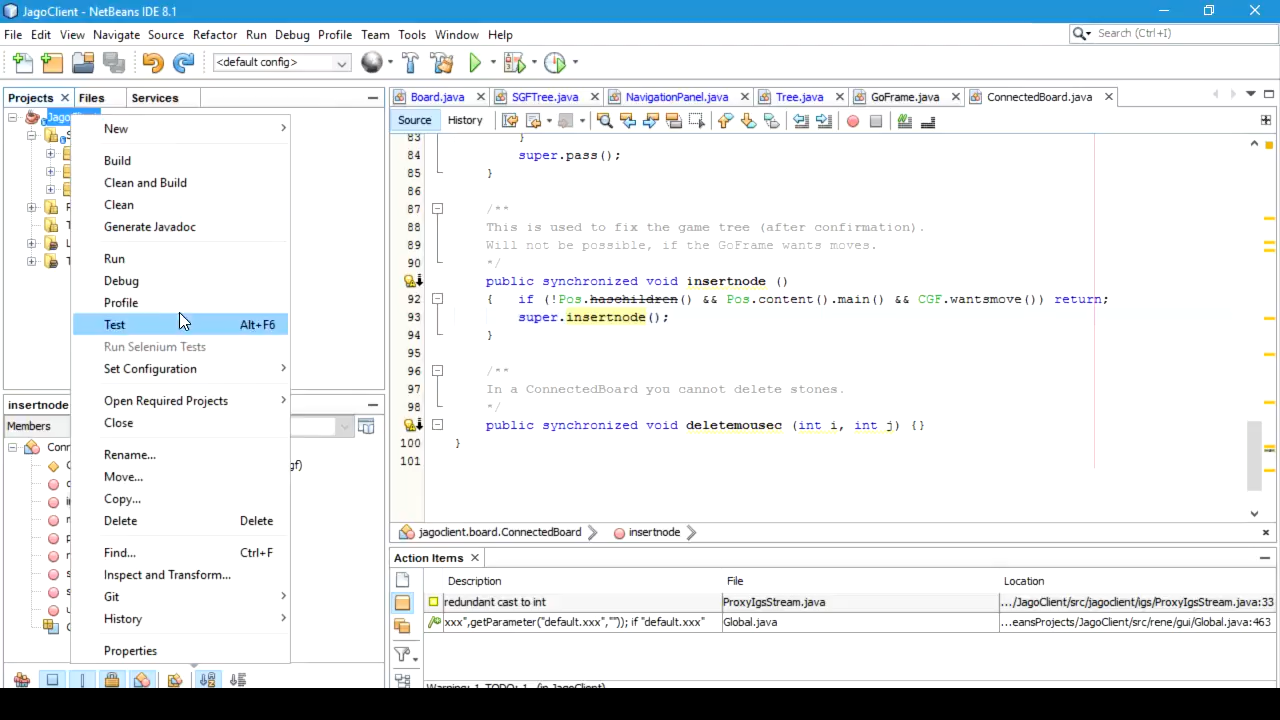 JagoClient - NetBeans IDE 8.1
File Edit View Navigate Source Refactor Run Debug Profile Team Tools Window Help
Search (Ctrl+I)
<default config>
Projects Files Services
Board.java SGFTree.java NavigationPanel.java Tree.java GoFrame.java ConnectedBoard.java
Source History
New
Build
Clean and Build
Clean
Generate Javadoc
Run
Debug
Profile
Test Alt+F6
Run Selenium Tests
Set Configuration
Open Required Projects
Close
Rename...
Move...
Copy...
Delete Delete
Find... Ctrl+F
Inspect and Transform...
Git
History
Properties
insertnode
Members
83 }
84 super.pass();
85 }
86
87 /**
88 This is used to fix the game tree (after confirmation).
89 Will not be possible, if the GoFrame wants moves.
90 */
public synchronized void insertnode ()
92 { if (!Pos.haschildren() && Pos.content().main() && CGF.wantsmove()) return;
93 super.insertnode();
94 }
95
96 /**
97 In a ConnectedBoard you cannot delete stones.
98 */
public synchronized void deletemousec (int i, int j) {}
100 }
101
jagoclient.board.ConnectedBoard insertnode
Action Items
Description File Location
redundant cast to int ProxyIgsStream.java .../JagoClient/src/jagoclient/igs/ProxyIgsStream.java:33
xxx",getParameter("default.xxx","")); if "default.xxx" Global.java ...eansProjects/JagoClient/src/rene/gui/Global.java:463